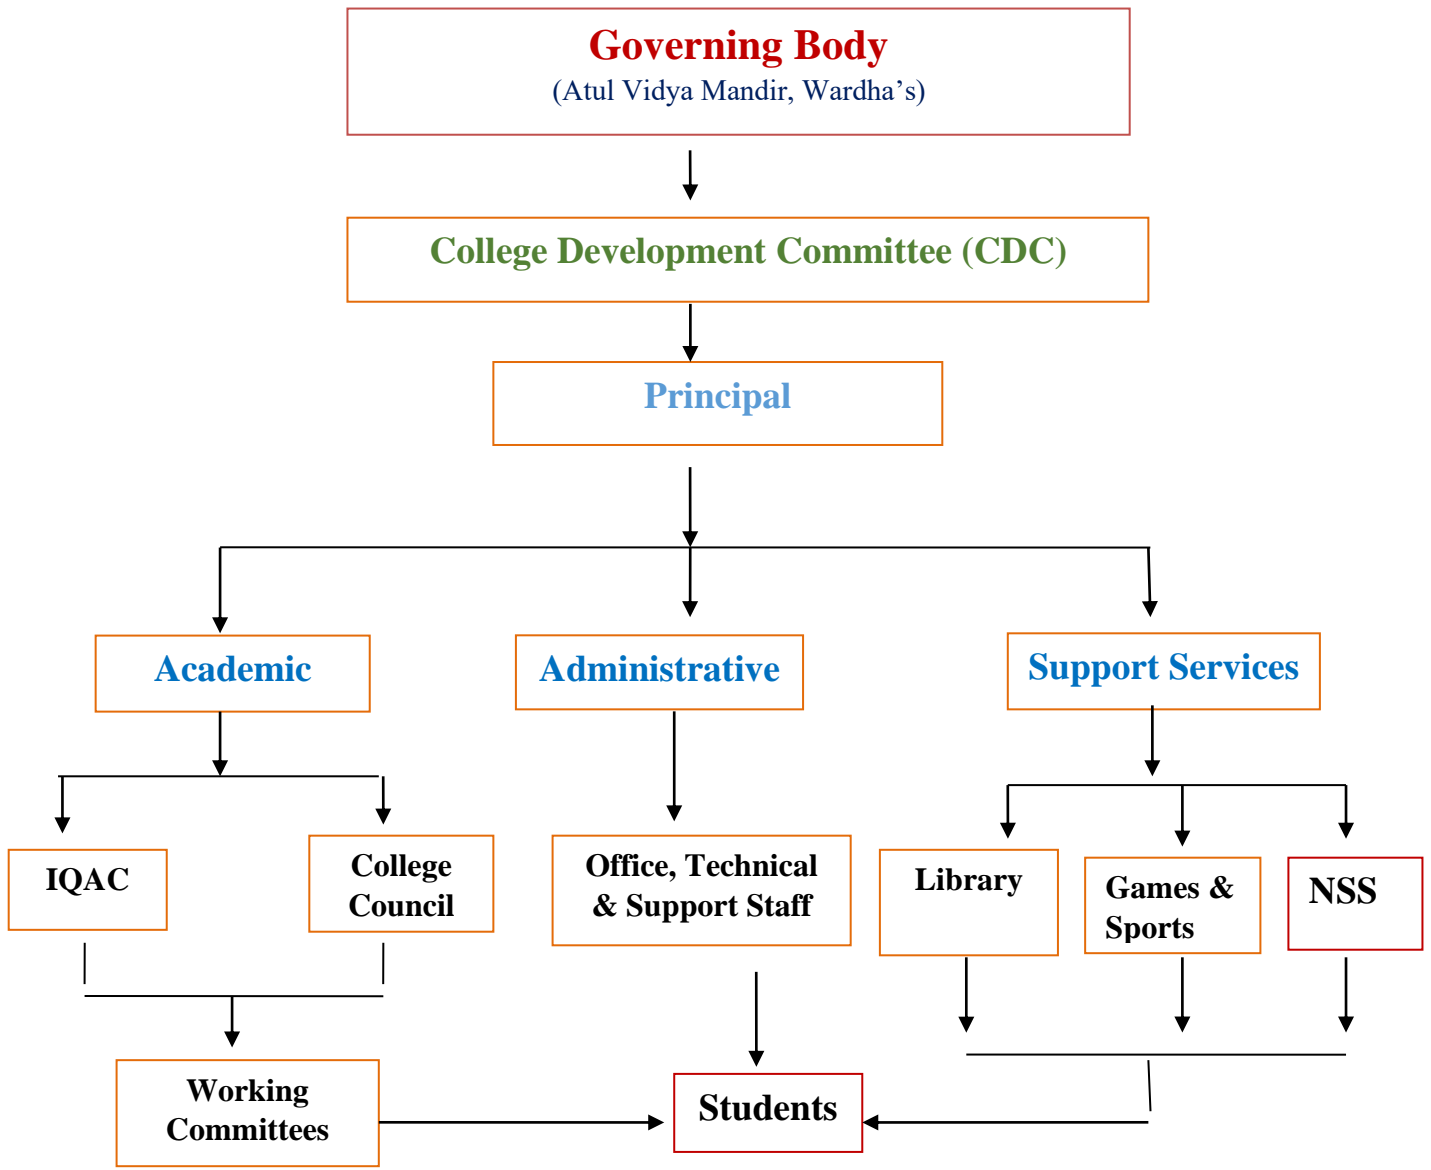 Governing Body
(Atul Vidya Mandir, Wardha’s)
College Development Committee (CDC)
Principal
Academic
Administrative
Support Services
IQAC
College
Council
Office, Technical
& Support Staff
Library
Games &
Sports
NSS
Working
Committees
Students